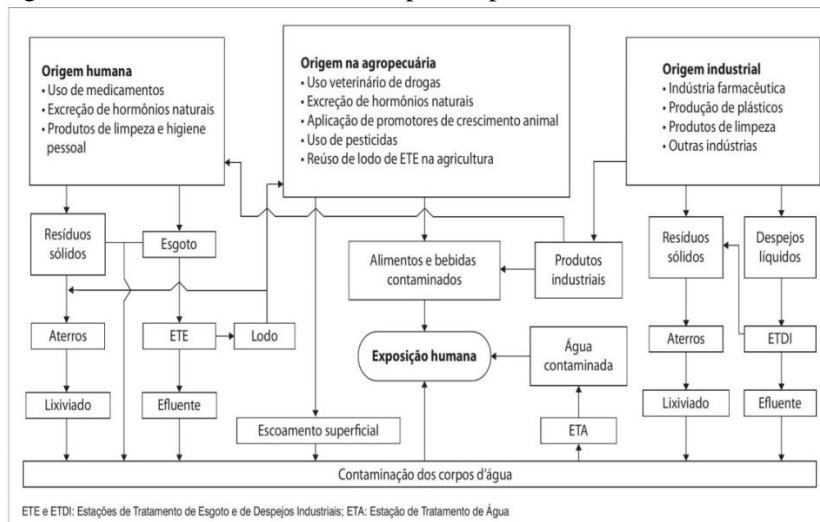 Origem humana
• Uso de medicamentos
• Excreção de hormônios naturais
• Produtos de limpeza e higiene
pessoal
Origem na agropecuária
• Uso veterinário de drogas
• Excreção de hormônios naturais
• Aplicação de promotores de crescimento animal
• Uso de pesticidas
• Reúso de lodo de ETE na agricultura
Origem industrial
• Indústria farmacêutica
• Produção de plásticos
• Produtos de limpeza
• Outras indústrias
Resíduos
sólidos
Esgoto
Alimentos e bebidas
contaminados
Produtos
industriais
Resíduos
sólidos
Despejos
líquidos
Aterros
ETE
Lodo
Exposição humana
Água
contaminada
Aterros
ETDI
Lixiviado
Efluente
Escoamento superficial
ETA
Lixiviado
Efluente
Contaminação dos corpos d'água
ETE e ETDI: Estações de Tratamento de Esgoto e de Despejos Industriais; ETA: Estação de Tratamento de Água